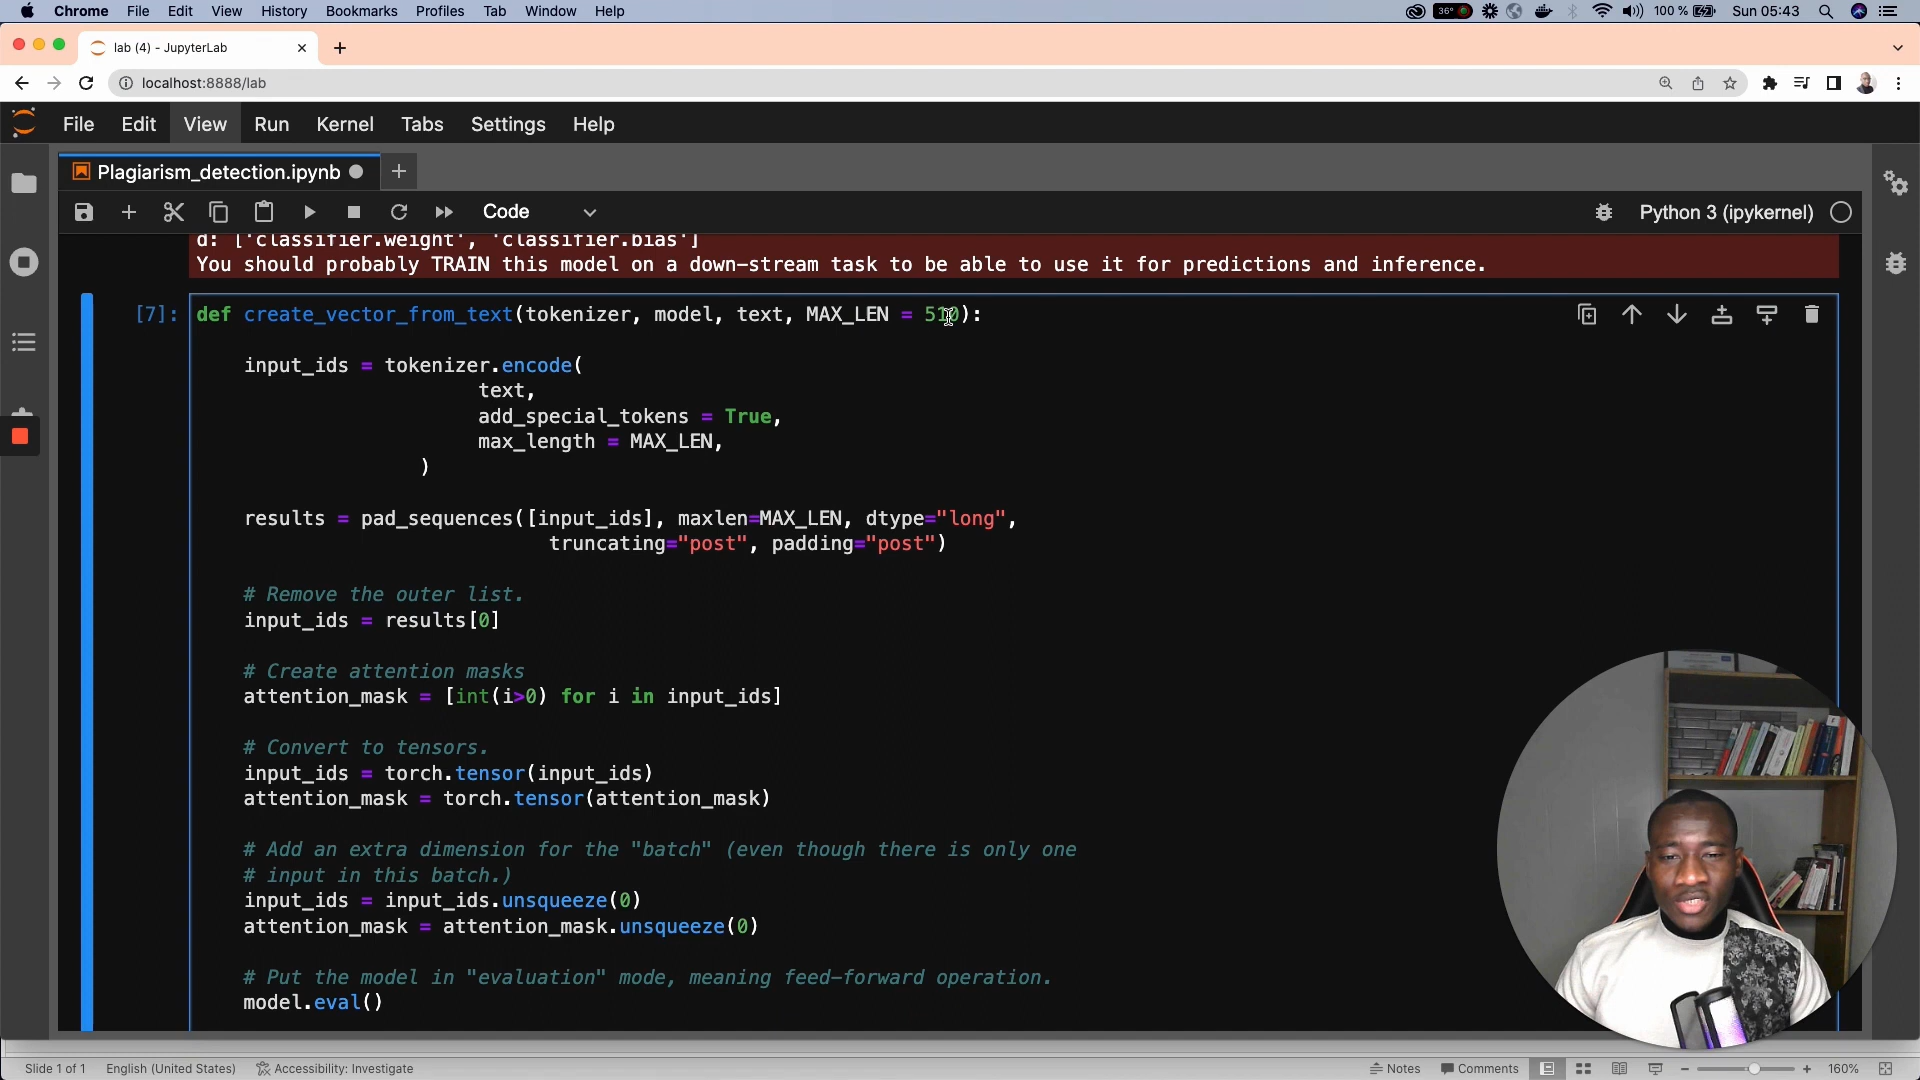 Chrome File Edit View History Bookmarks Profiles Tab Window Help 36° 100 % Sun 05:43
lab (4) - JupyterLab
localhost:8888/lab
File Edit View Run Kernel Tabs Settings Help
Plagiarism_detection.ipynb
Code Python 3 (ipykernel)
d: ['classifier.weight', 'classifier.bias']
You should probably TRAIN this model on a down-stream task to be able to use it for predictions and inference.
[7]: def create_vector_from_text(tokenizer, model, text, MAX_LEN = 510):
input_ids = tokenizer.encode(
text,
add_special_tokens = True,
max_length = MAX_LEN,
)
results = pad_sequences([input_ids], maxlen=MAX_LEN, dtype="long",
truncating="post", padding="post")
# Remove the outer list.
input_ids = results[0]
# Create attention masks
attention_mask = [int(i>0) for i in input_ids]
# Convert to tensors.
input_ids = torch.tensor(input_ids)
attention_mask = torch.tensor(attention_mask)
# Add an extra dimension for the "batch" (even though there is only one
# input in this batch.)
input_ids = input_ids.unsqueeze(0)
attention_mask = attention_mask.unsqueeze(0)
# Put the model in "evaluation" mode, meaning feed-forward operation.
model.eval()
Slide 1 of 1 English (United States) Accessibility: Investigate Notes Comments 160%